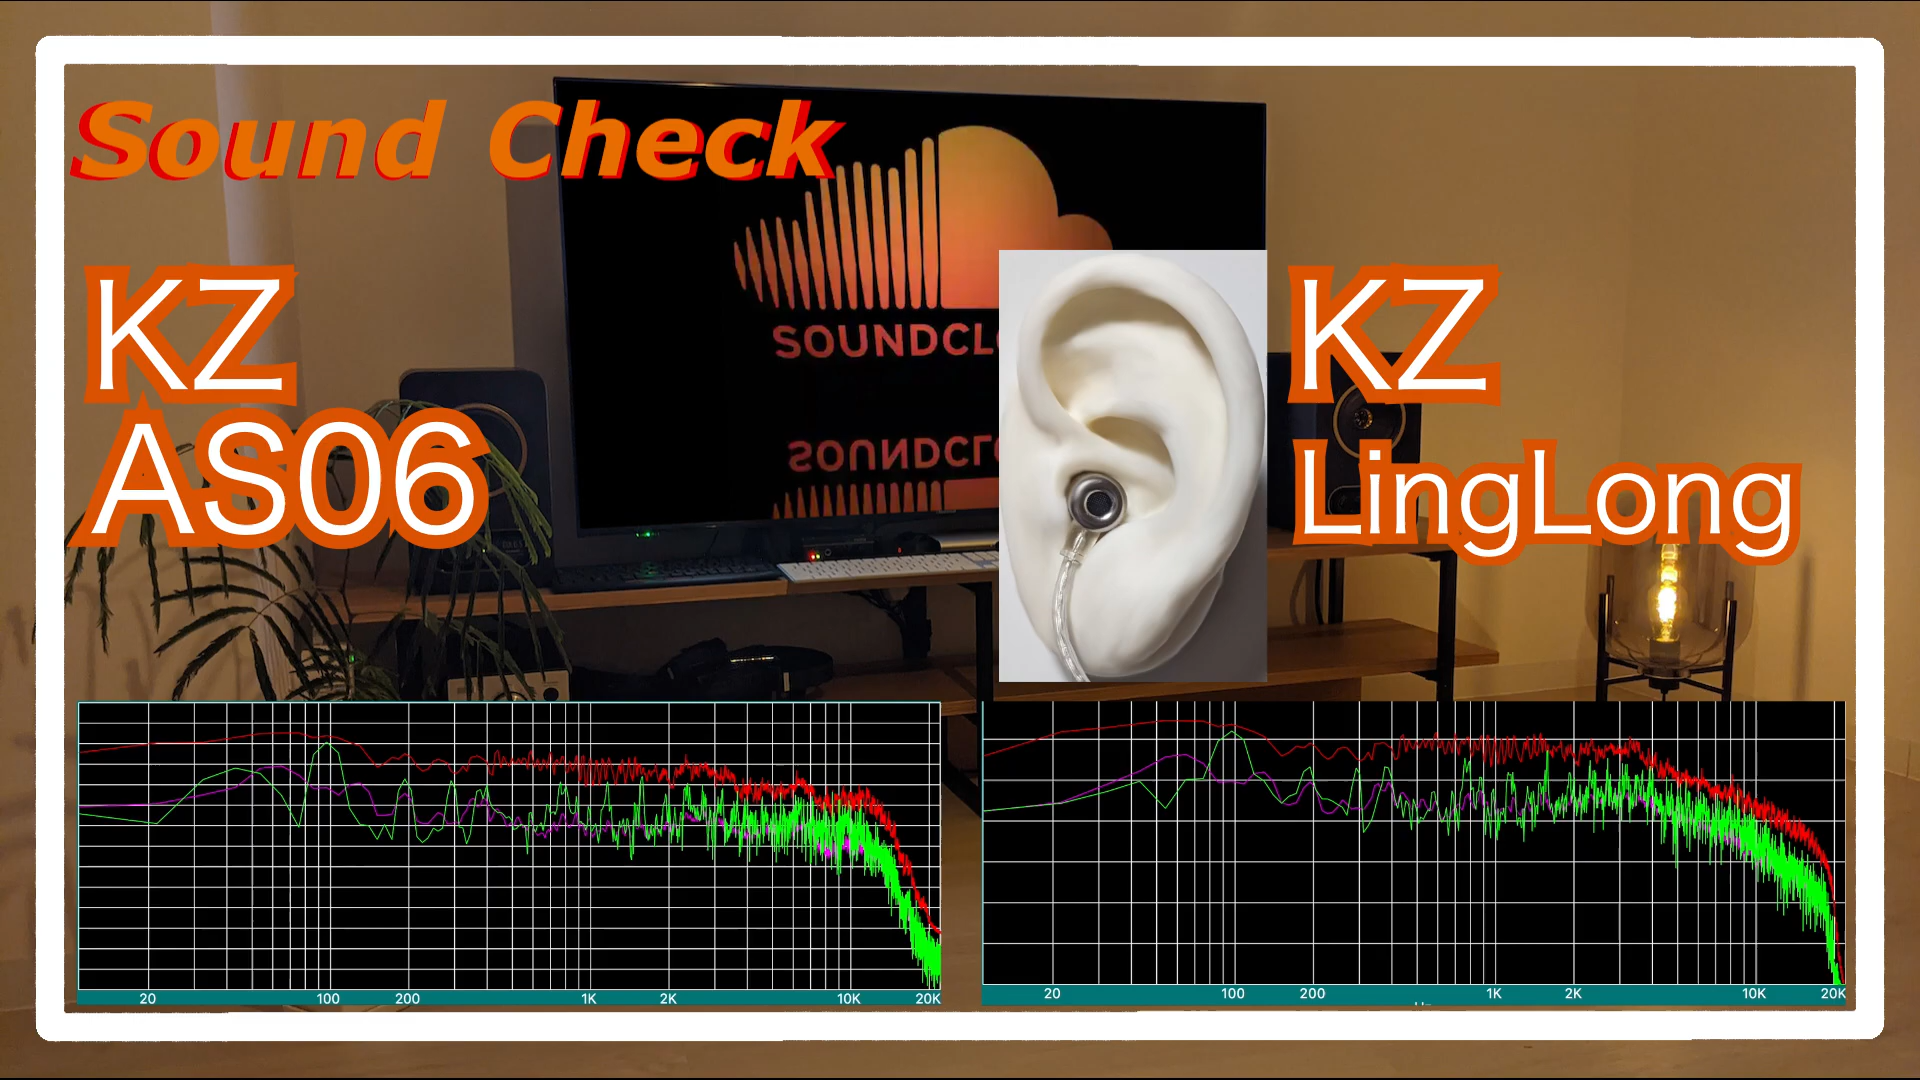 Sound Check
SOUNDCL
SOUNDCL
KZ
AS06
KZ
LingLong
20 100 200 1K 2K 10K 20K
20 100 200 1K 2K 10K 20K